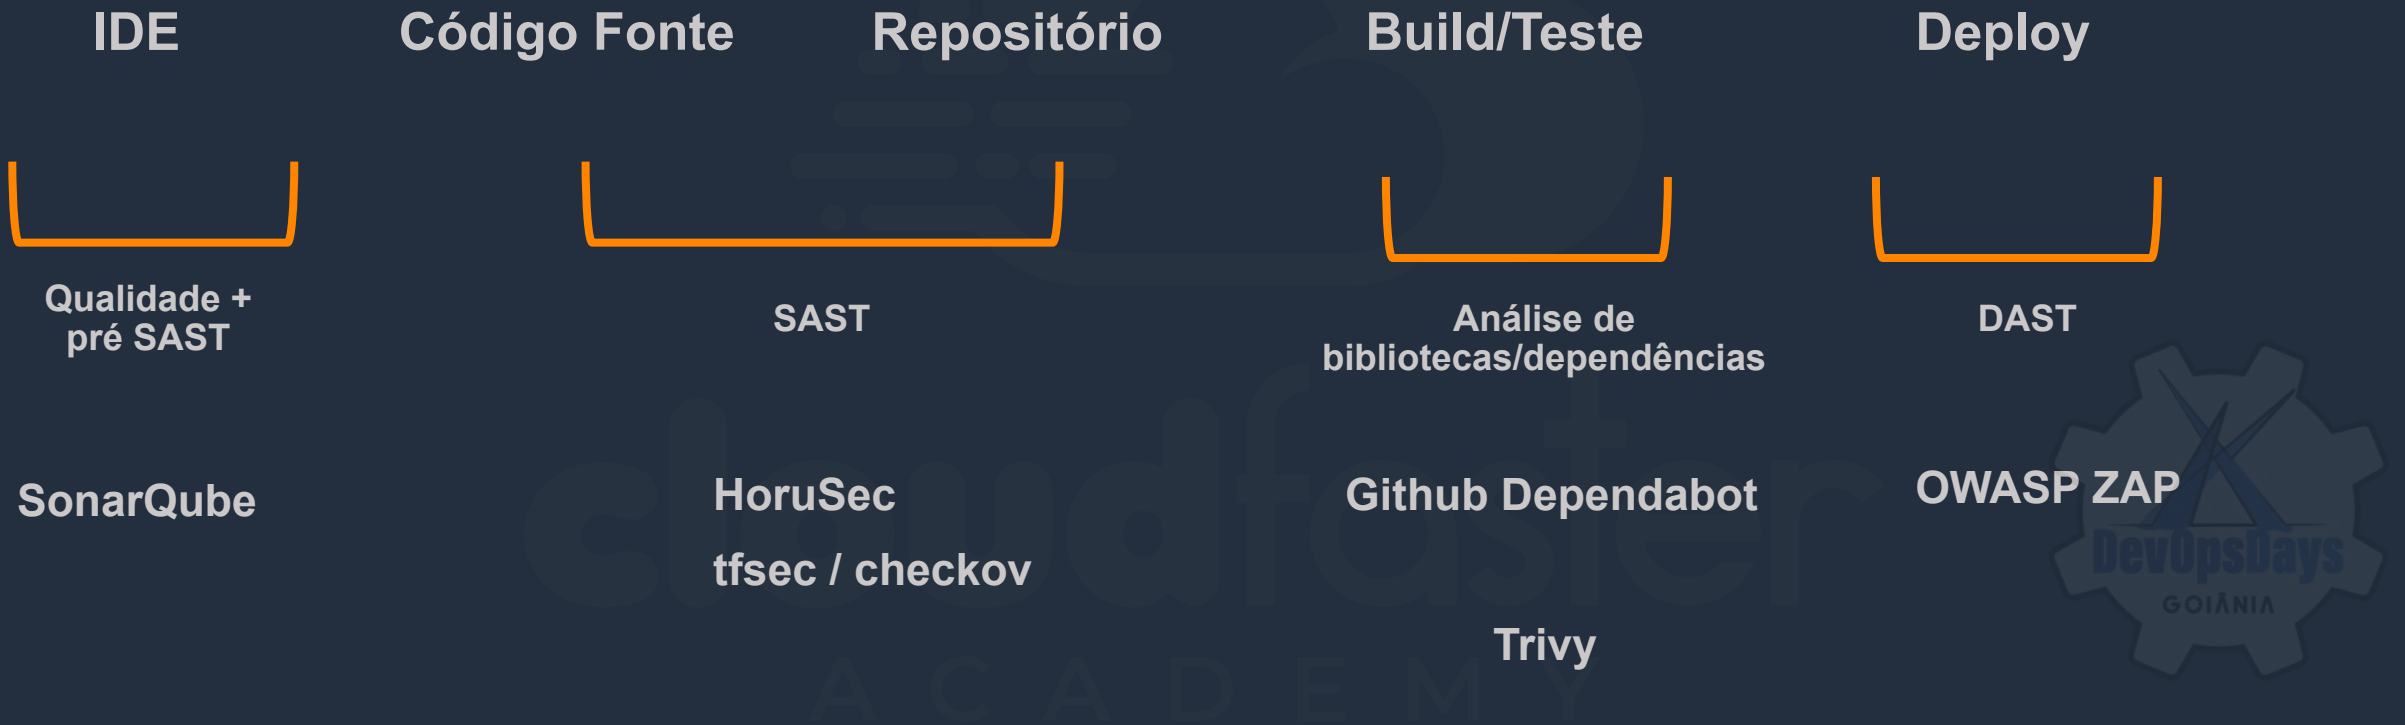 IDE
Código Fonte
Repositório
Build/Teste
Deploy
Qualidade +
pré SAST
SAST
Análise de
bibliotecas/dependências
DAST
SonarQube
HoruSec
tfsec / checkov
Github Dependabot
Trivy
OWASP ZAP
cloudfaster
ACADEMY
DevOpsDays
GOIÂNIA